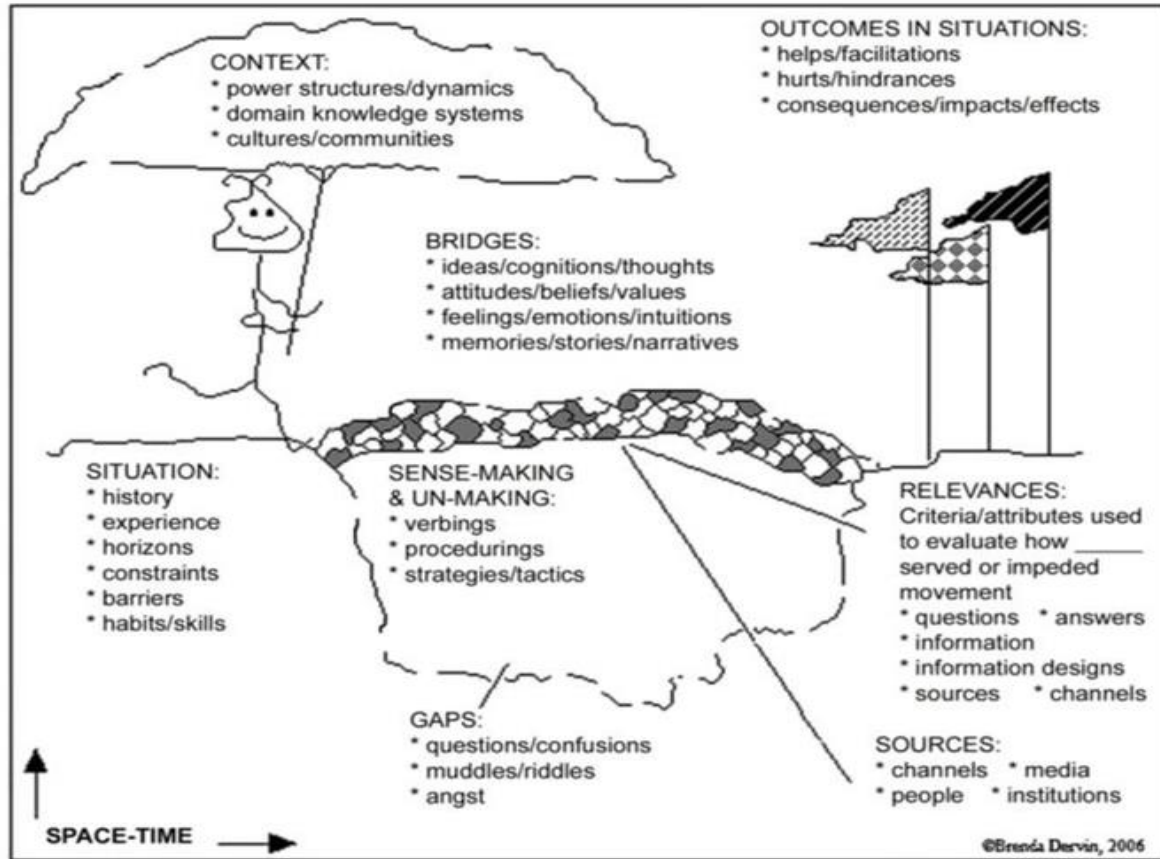 CONTEXT:
* power structures/dynamics
* domain knowledge systems
* cultures/communities
OUTCOMES IN SITUATIONS:
* helps/facilitations
* hurts/hindrances
* consequences/impacts/effects
BRIDGES:
* ideas/cognitions/thoughts
* attitudes/beliefs/values
* feelings/emotions/intuitions
* memories/stories/narratives
SITUATION:
* history
* experience
* horizons
* constraints
* barriers
* habits/skills
SENSE-MAKING
& UN-MAKING:
* verbings
* procedurings
* strategies/tactics
RELEVANCES:
Criteria/attributes used
to evaluate how _____
served or impeded
movement
* questions * answers
* information
* information designs
* sources * channels
GAPS:
* questions/confusions
* muddles/riddles
* angst
SOURCES:
* channels * media
* people * institutions
SPACE-TIME
©Brenda Dervin, 2006